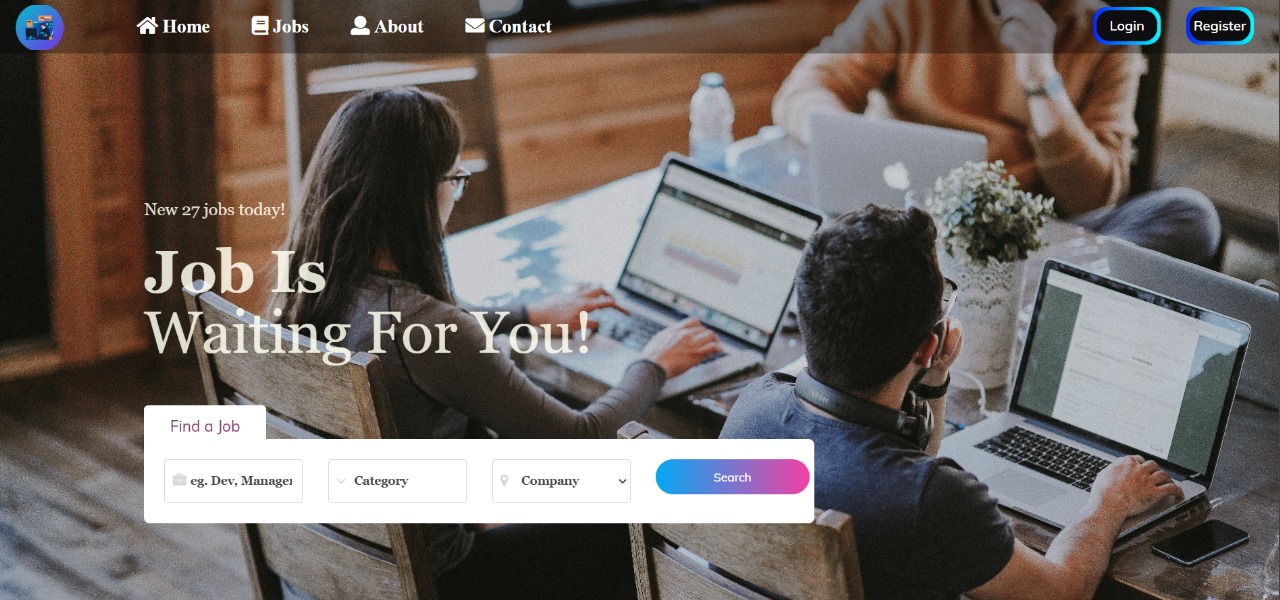 Home
Jobs
About
Contact
Login
Register
New 27 jobs today!
Job Is
Waiting For You!
Find a Job
eg. Dev, Manager
Category
Company
Search